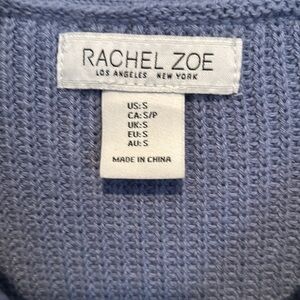 RACHEL ZOE
LOS ANGELES NEW YORK
US: S
CA: S/P
UK: S
EU: S
AU: S
MADE IN CHINA